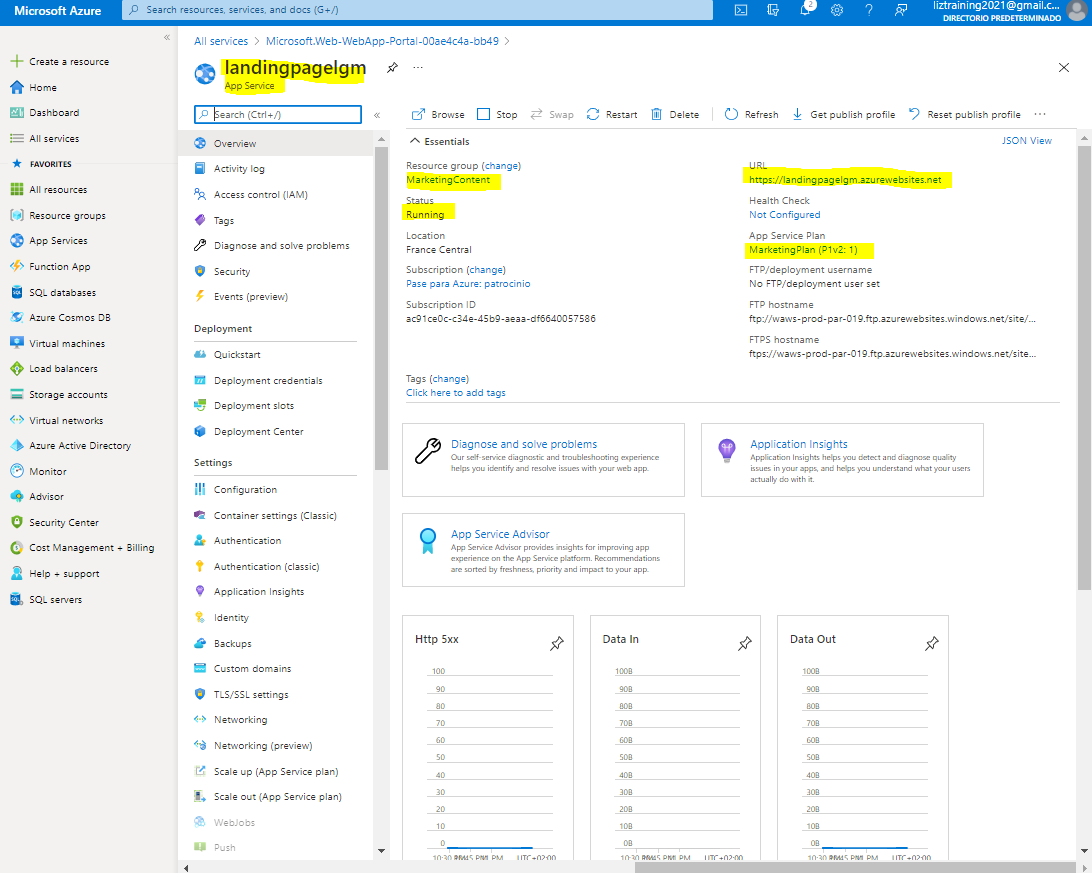 Microsoft Azure
Search resources, services, and docs (G+/)
2
liztraining2021@gmail.c...
DIRECTORIO PREDETERMINADO
«
Create a resource
Home
Dashboard
All services
FAVORITES
All resources
Resource groups
App Services
Function App
SQL databases
Azure Cosmos DB
Virtual machines
Load balancers
Storage accounts
Virtual networks
Azure Active Directory
Monitor
Advisor
Security Center
Cost Management + Billing
Help + support
SQL servers
All services > Microsoft.Web-WebApp-Portal-00ae4c4a-bb49 >
landingpagelgm
App Service
Search (Ctrl+/)
«
Overview
Activity log
Access control (IAM)
Tags
Diagnose and solve problems
Security
Events (preview)
Deployment
Quickstart
Deployment credentials
Deployment slots
Deployment Center
Settings
Configuration
Container settings (Classic)
Authentication
Authentication (classic)
Application Insights
Identity
Backups
Custom domains
TLS/SSL settings
Networking
Networking (preview)
Scale up (App Service plan)
Scale out (App Service plan)
WebJobs
Push
Browse Stop Swap Restart Delete Refresh Get publish profile Reset publish profile ...
Essentials
JSON View
Resource group (change)
MarketingContent
Status
Running
Location
France Central
Subscription (change)
Pase para Azure: patrocinio
Subscription ID
ac91ce0c-c34e-45b9-aeaa-df6640057586
URL
https://landingpagelgm.azurewebsites.net
Health Check
Not Configured
App Service Plan
MarketingPlan (P1v2: 1)
FTP/deployment username
No FTP/deployment user set
FTP hostname
ftp://waws-prod-par-019.ftp.azurewebsites.windows.net/site/...
FTPS hostname
ftps://waws-prod-par-019.ftp.azurewebsites.windows.net/site...
Tags (change)
Click here to add tags
Diagnose and solve problems
Our self-service diagnostic and troubleshooting experience
helps you identify and resolve issues with your web app.
Application Insights
Application Insights helps you detect and diagnose quality
issues in your apps, and helps you understand what your users
actually do with it.
App Service Advisor
App Service Advisor provides insights for improving app
experience on the App Service platform. Recommendations
are sorted by freshness, priority and impact to your app.
Http 5xx
100
90
80
70
60
50
40
30
20
10
0
10:30 PM
UTC+02:00
Data In
100B
90B
80B
70B
60B
50B
40B
30B
20B
10B
0B
10:30 PM
UTC+02:00
Data Out
100B
90B
80B
70B
60B
50B
40B
30B
20B
10B
0B
10:30 PM
UTC+02:00